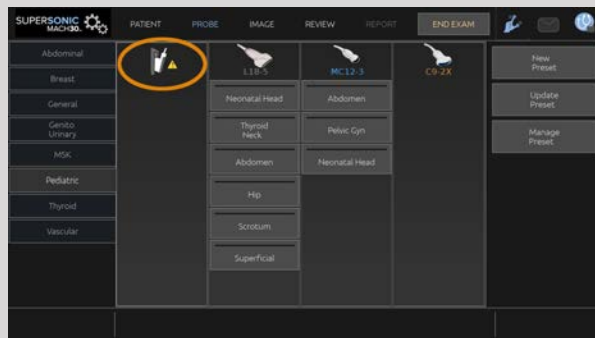 SUPERSONIC
MACH30.
PATIENT
PROBE
IMAGE
REVIEW
REPORT
END EXAM
Abdominal
Breast
General
Genito
Urinary
MSK
Pediatric
Thyroid
Vascular
L18-5
MC12-3
C9-2X
Neonatal Head
Abdomen
Thyroid
Neck
Pelvic Gyn
Abdomen
Neonatal Head
Hip
Scrotum
Superficial
New
Preset
Update
Preset
Manage
Preset